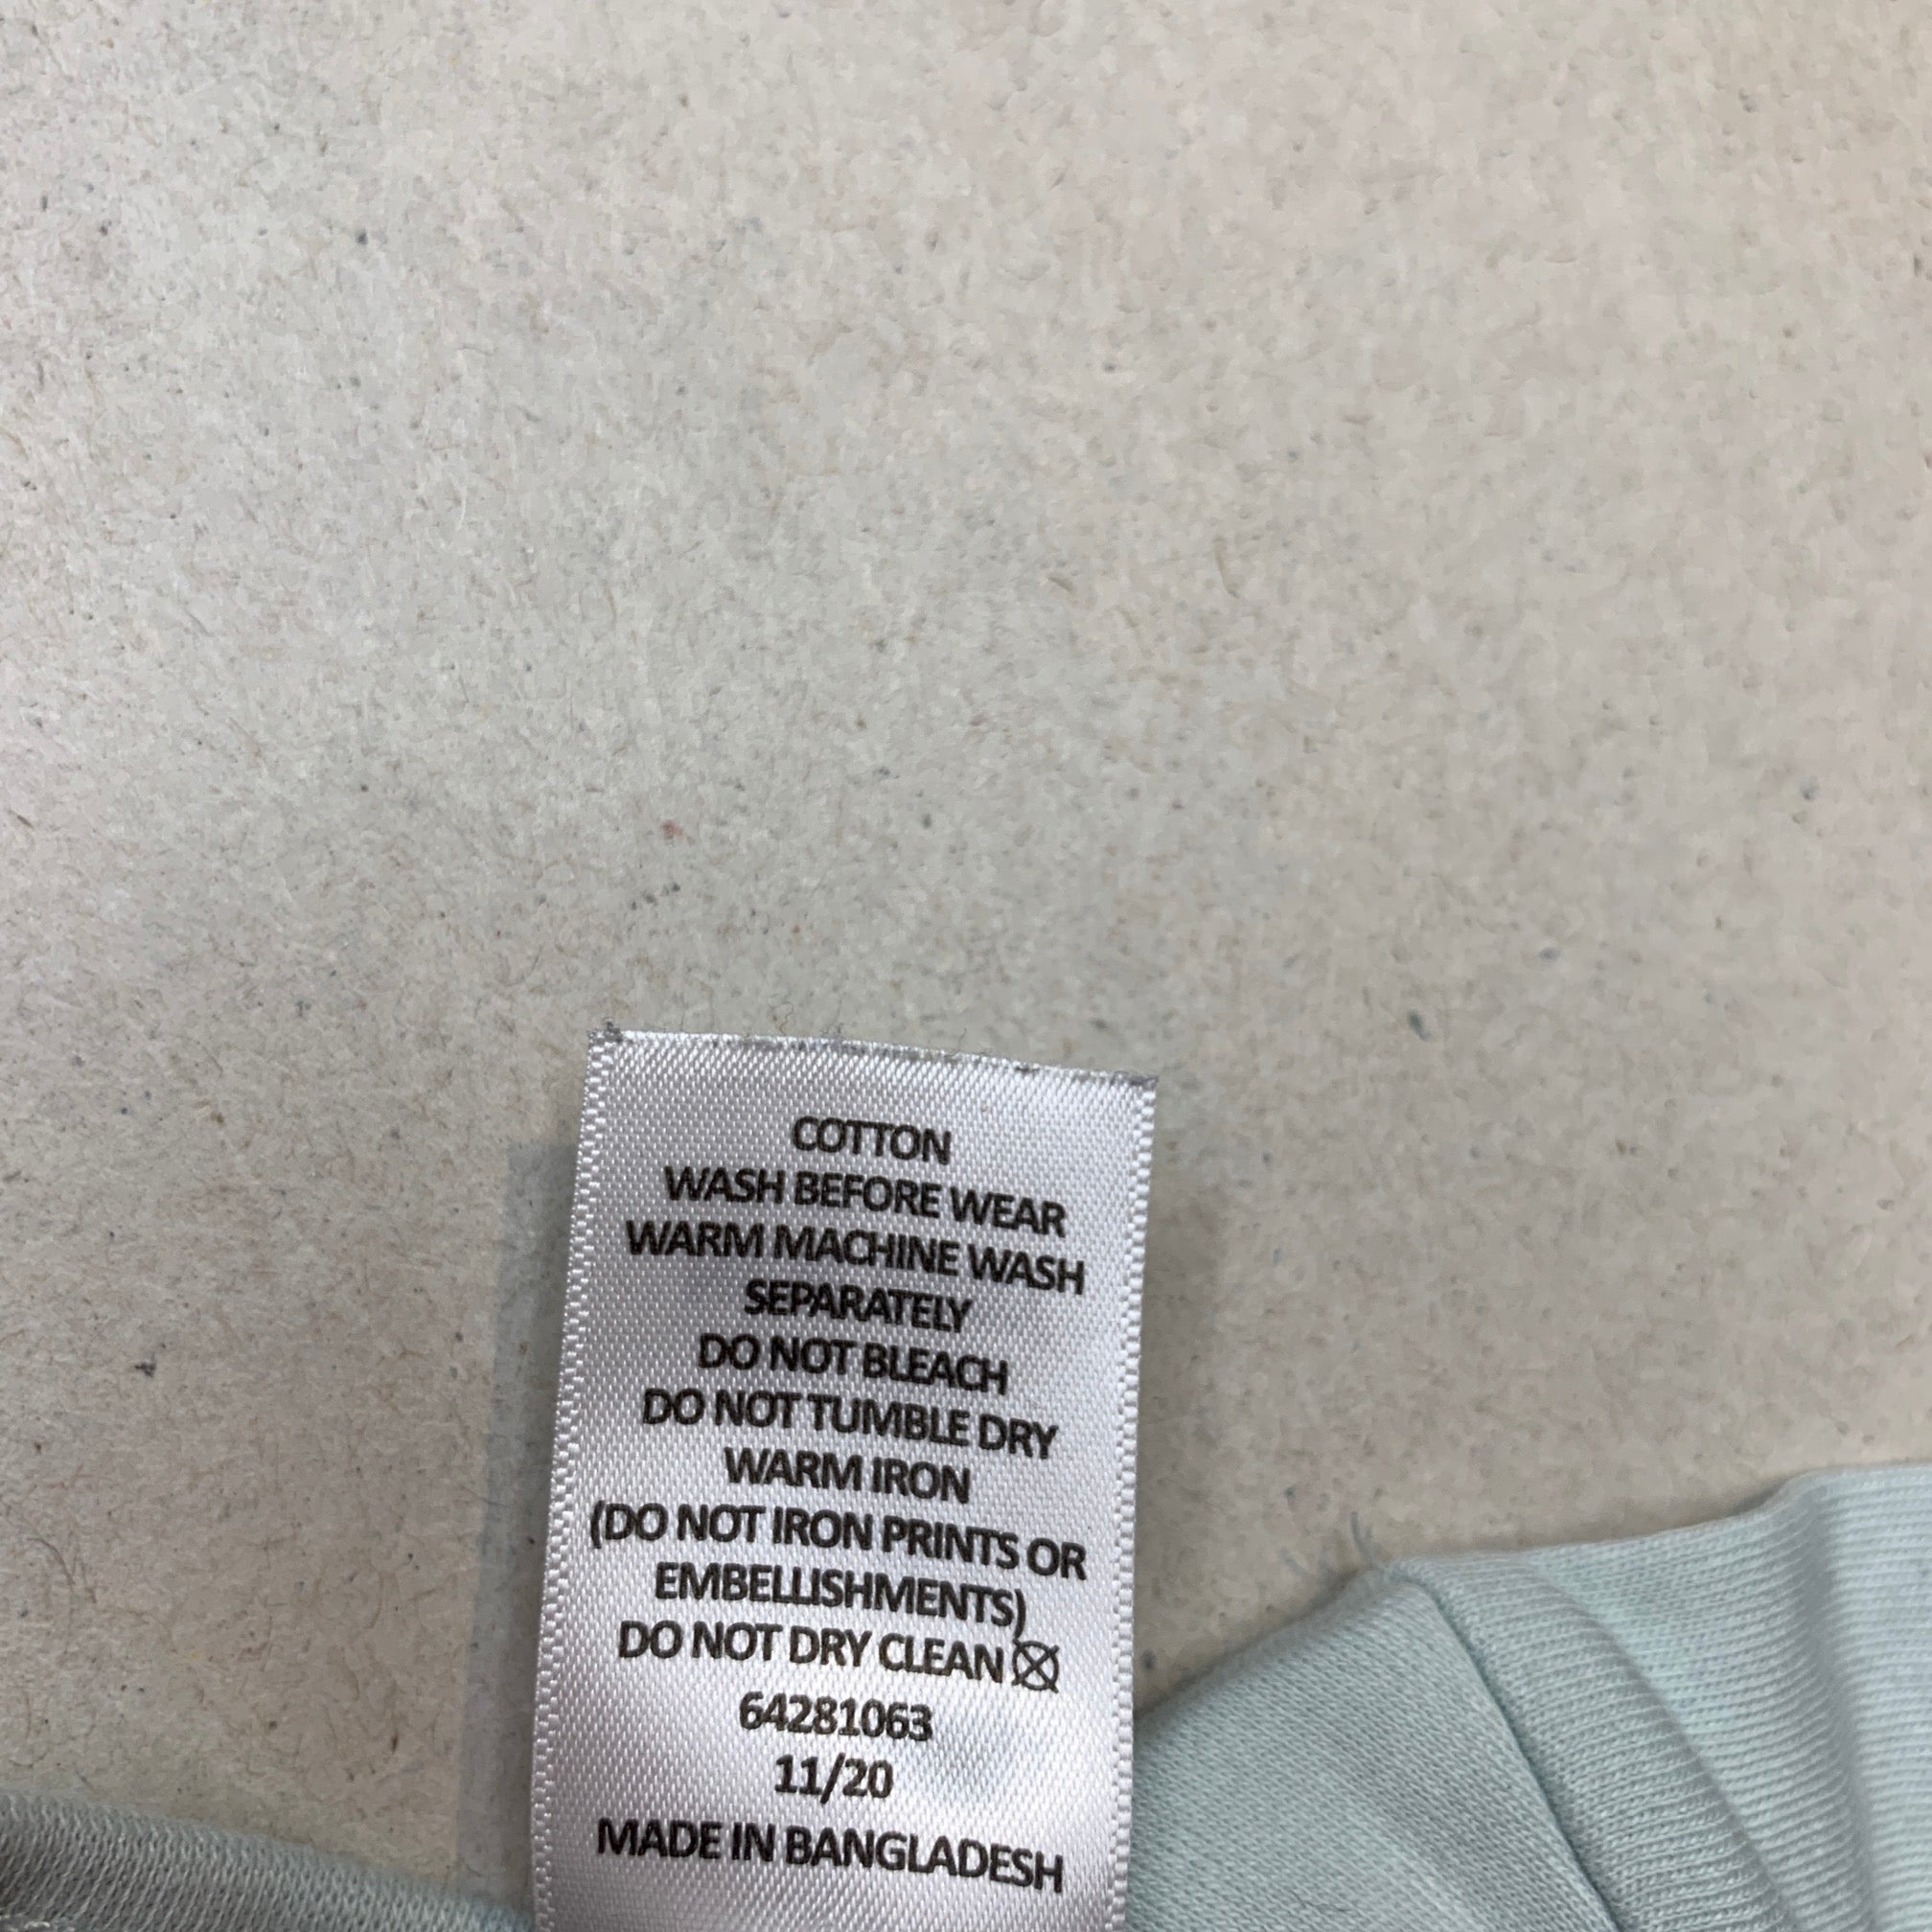 COTTON
WASH BEFORE WEAR
WARM MACHINE WASH
SEPARATELY
DO NOT BLEACH
DO NOT TUMBLE DRY
WARM IRON
(DO NOT IRON PRINTS OR
EMBELLISHMENTS)
DO NOT DRY CLEAN
64281063
11/20
MADE IN BANGLADESH